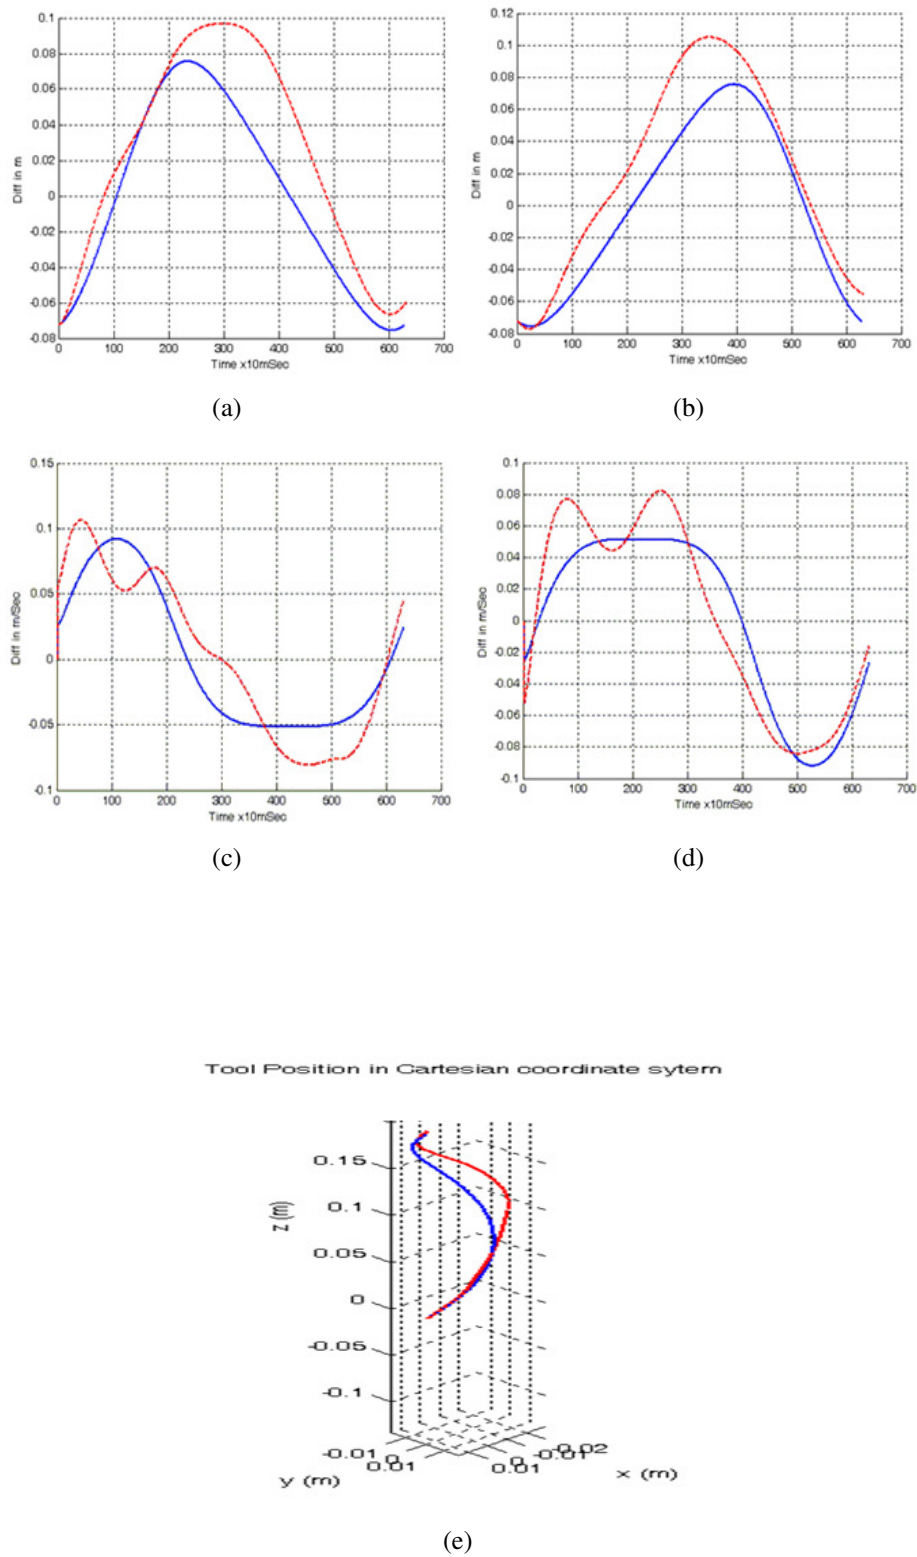 0.1
0.08
0.06
0.04
0.02
0
-0.02
-0.04
-0.06
-0.08
Diff in m
0 100 200 300 400 500 600 700
Time x10mSec
(a)
0.12
0.1
0.08
0.06
0.04
0.02
0
-0.02
-0.04
-0.06
-0.08
Diff in m
0 100 200 300 400 500 600 700
Time x10mSec
(b)
0.15
0.1
0.05
0
-0.05
-0.1
Diff in m/Sec
0 100 200 300 400 500 600 700
Time x10mSec
(c)
0.1
0.08
0.06
0.04
0.02
0
-0.02
-0.04
-0.06
-0.08
-0.1
Diff in m/Sec
0 100 200 300 400 500 600 700
Time x10mSec
(d)
Tool Position in Cartesian coordinate sytem
0.15
0.1
0.05
0
-0.05
-0.1
z (m)
-0.01
0
0.01
y (m)
-0.02
-0.01
0
0.01
x (m)
(e)